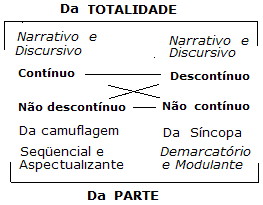 Da TOTALIDADE
Narrativo e
Discursivo
Narrativo e
Discursivo
Contínuo
Descontínuo
Não descontínuo
Não contínuo
Da camuflagem
Da Síncopa
Seqüencial e
Aspectualizante
Demarcatório
e Modulante
Da PARTE